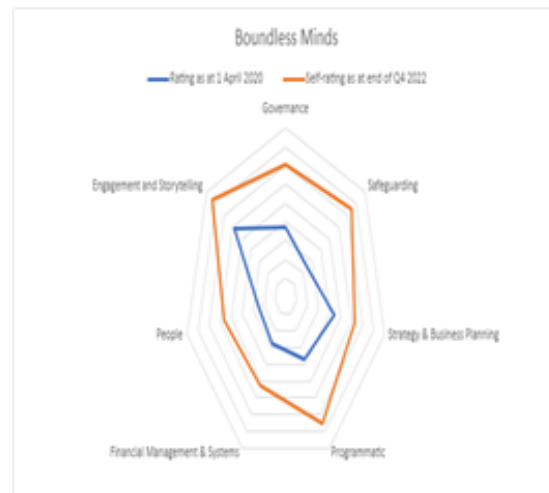 Boundless Minds
Rating as at 1 April 2020
Self-rating as at end of Q4 2022
Governance
Engagement and Storytelling
Safeguarding
People
Strategy & Business Planning
Financial Management & Systems
Programmatic